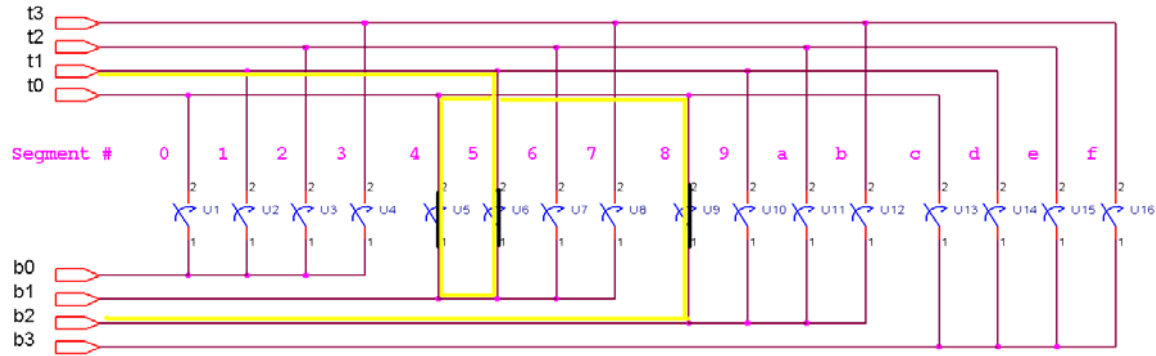 t3
t2
t1
t0
Segment # 0 1 2 3 4 5 6 7 8 9 a b c d e f
2 2 2 2 2 2 2 2 2 2 2 2 2 2 2 2
U1 U2 U3 U4 U5 U6 U7 U8 U9 U10 U11 U12 U13 U14 U15 U16
1 1 1 1 1 1 1 1 1 1 1 1 1 1 1 1
b0
b1
b2
b3